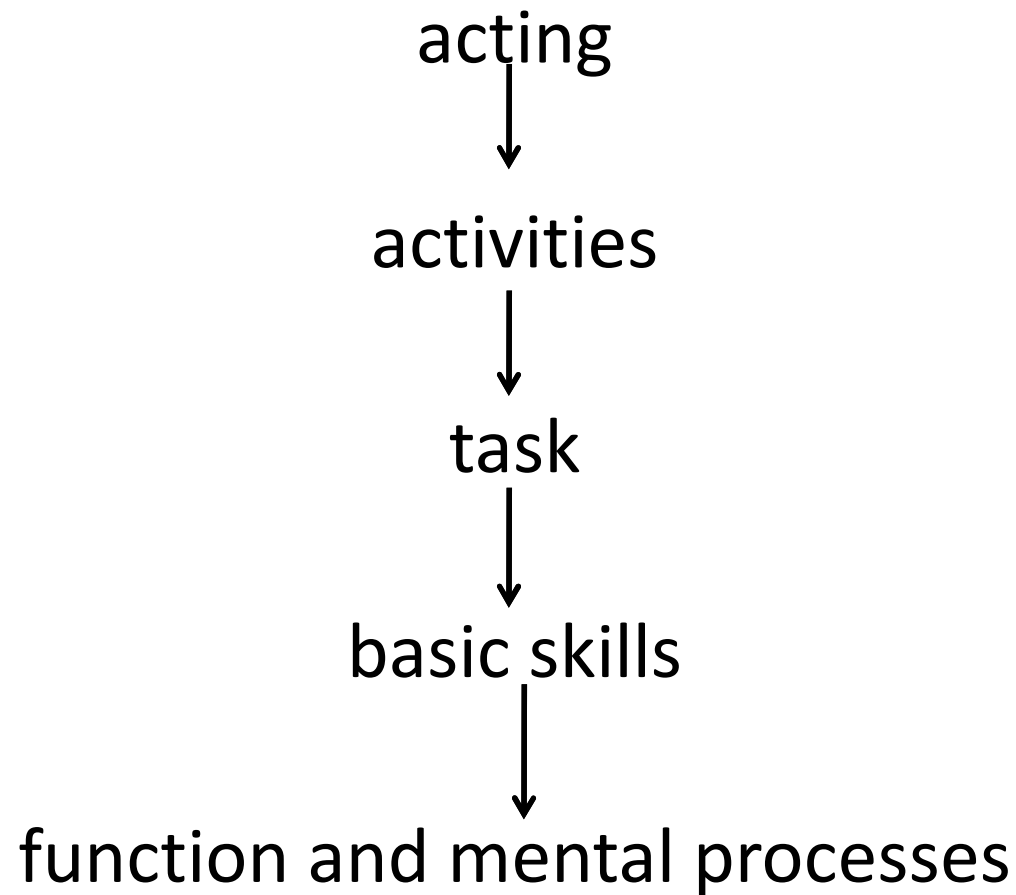 acting
activities
task
basic skills
function and mental processes